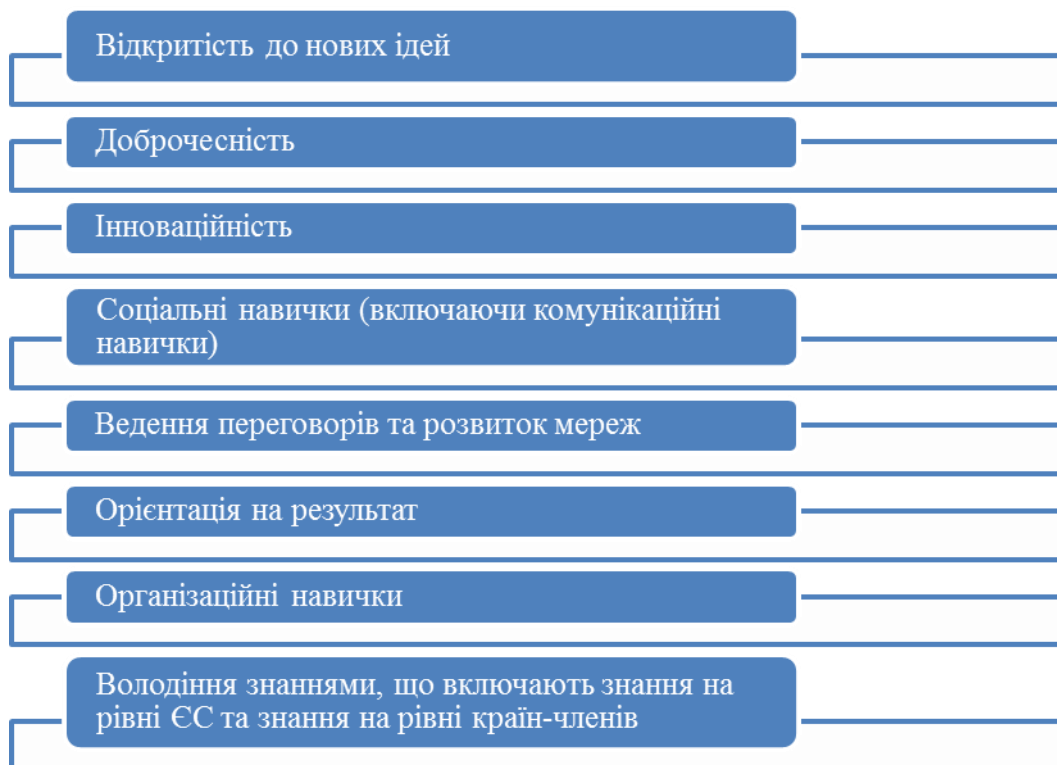 Відкритість до нових ідей
Доброчесність
Інноваційність
Соціальні навички (включаючи комунікаційні
навички)
Ведення переговорів та розвиток мереж
Орієнтація на результат
Організаційні навички
Володіння знаннями, що включають знання на
рівні ЄС та знання на рівні країн-членів